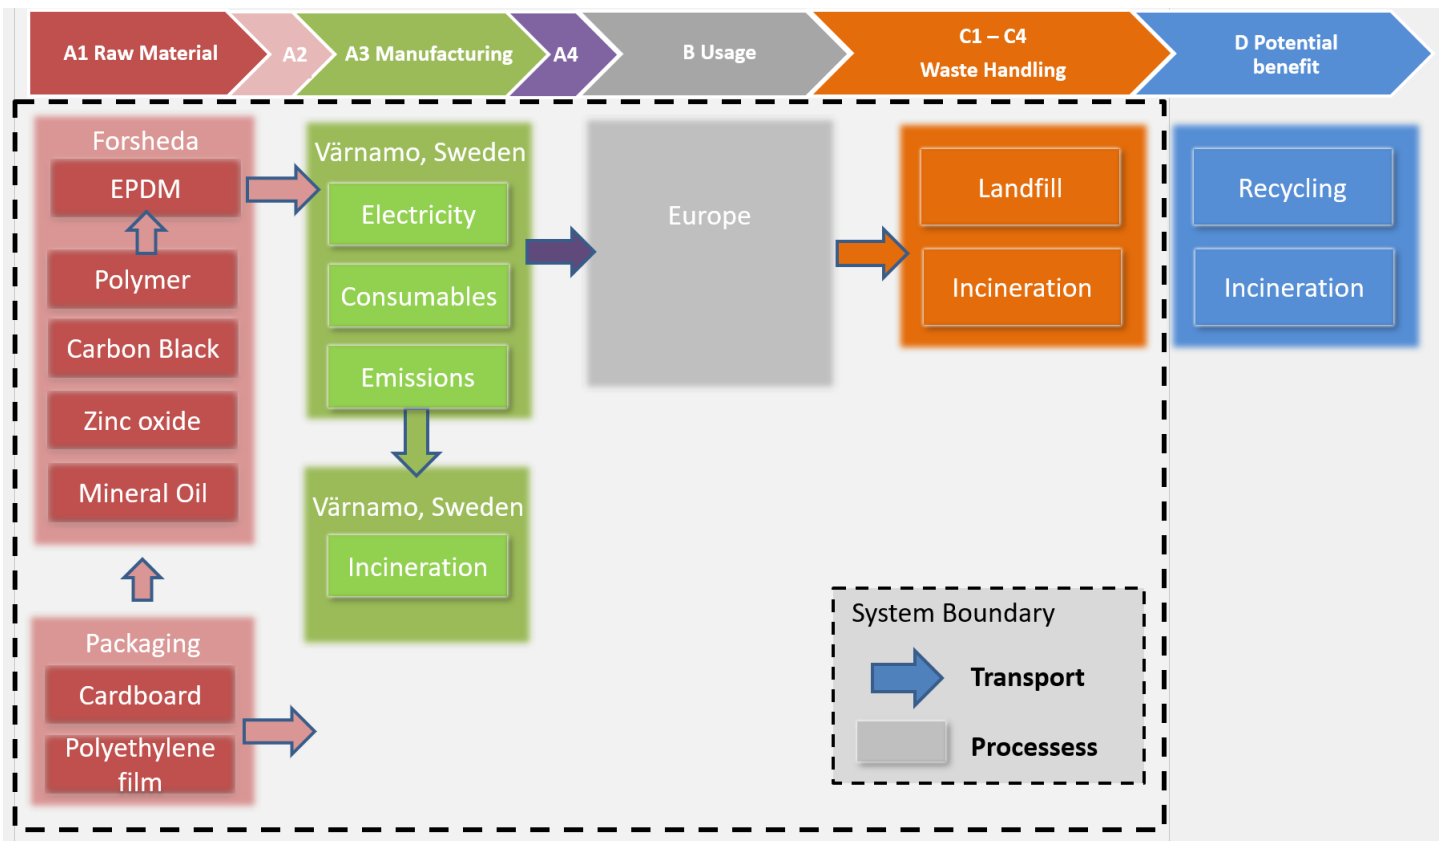 A1 Raw Material
A2
A3 Manufacturing
A4
B Usage
C1 – C4
Waste Handling
D Potential
benefit
Forsheda
EPDM
Polymer
Carbon Black
Zinc oxide
Mineral Oil
Packaging
Cardboard
Polyethylene
film
Värnamo, Sweden
Electricity
Consumables
Emissions
Värnamo, Sweden
Incineration
Europe
Landfill
Incineration
Recycling
Incineration
System Boundary
Transport
Processess